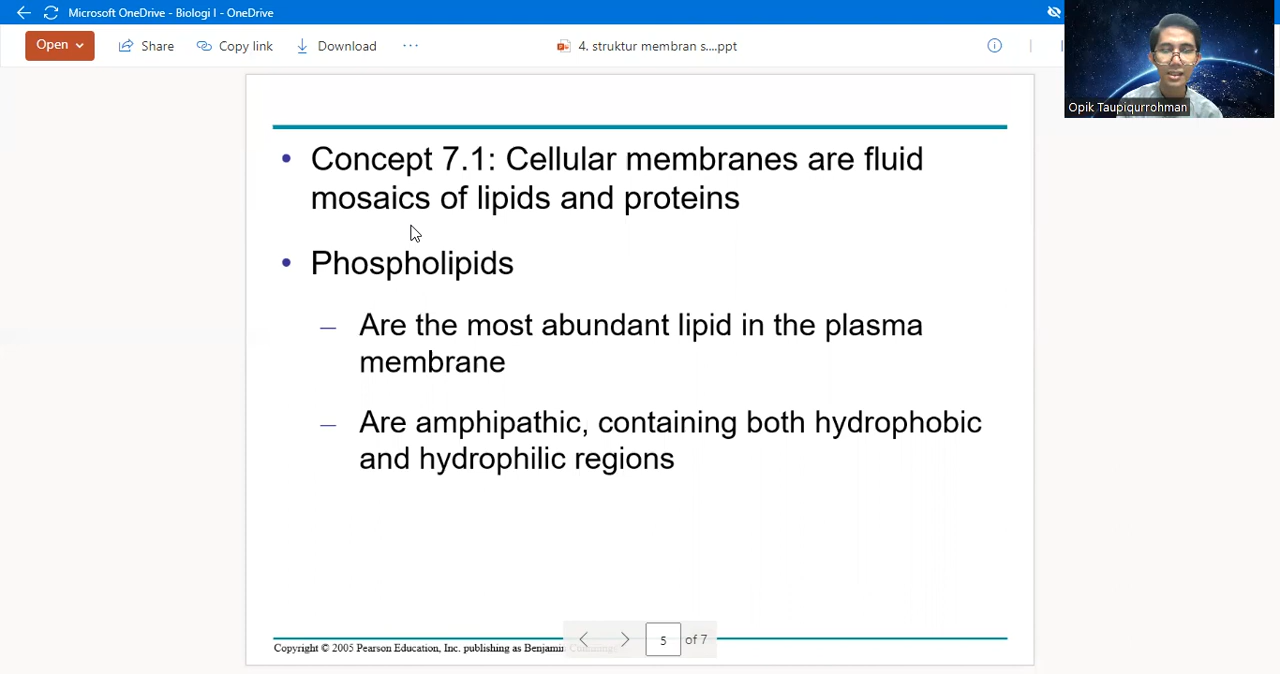 Microsoft OneDrive - Biologi I - OneDrive
Open Share Copy link Download ··· 4. struktur membran s....ppt
Opik Taupiqurrohman
• Concept 7.1: Cellular membranes are fluid
mosaics of lipids and proteins
• Phospholipids
– Are the most abundant lipid in the plasma
membrane
– Are amphipathic, containing both hydrophobic
and hydrophilic regions
5 of 7
Copyright © 2005 Pearson Education, Inc. publishing as Benjamin